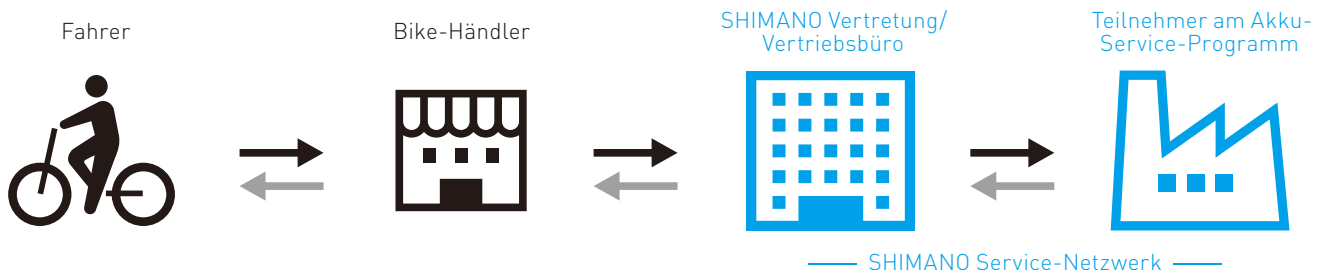 Fahrer
Bike-Händler
SHIMANO Vertretung/
Vertriebsbüro
Teilnehmer am Akku-
Service-Programm
SHIMANO Service-Netzwerk